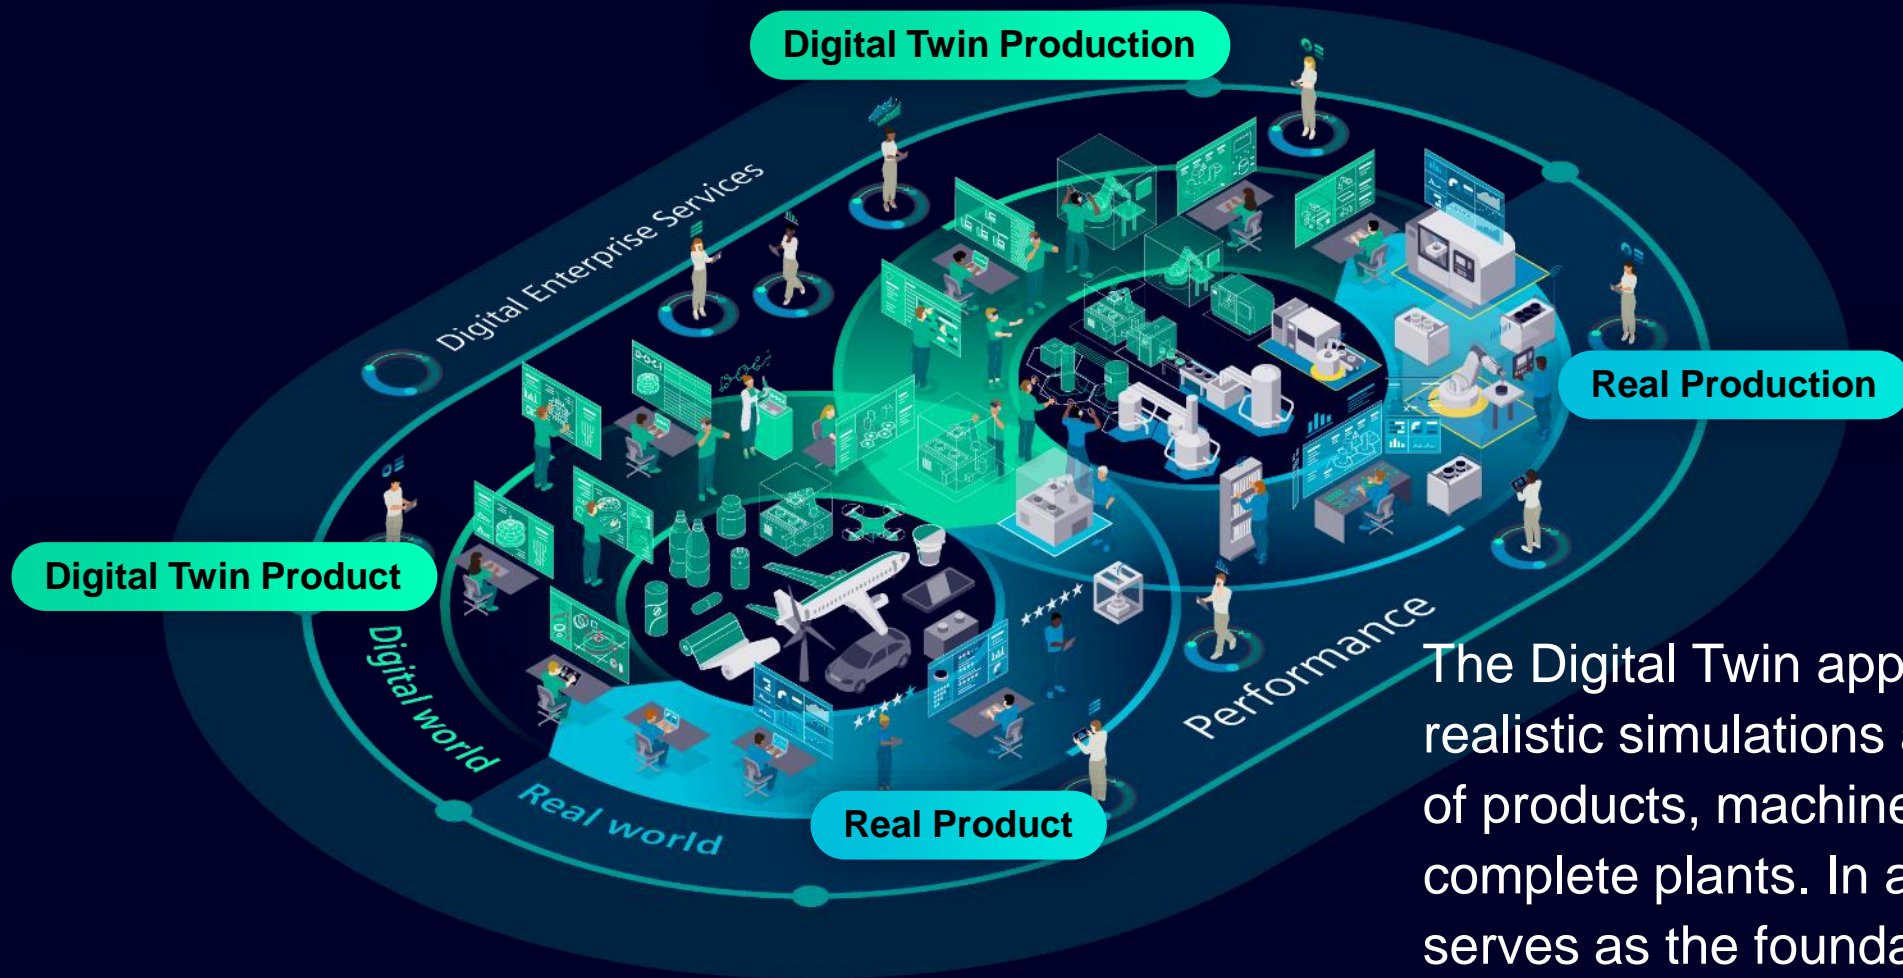 Digital Twin Production
Digital Enterprise Services
Real Production
Digital Twin Product
Digital world
Real world
Real Product
Performance
The Digital Twin app
realistic simulations
of products, machine
complete plants. In a
serves as the founda